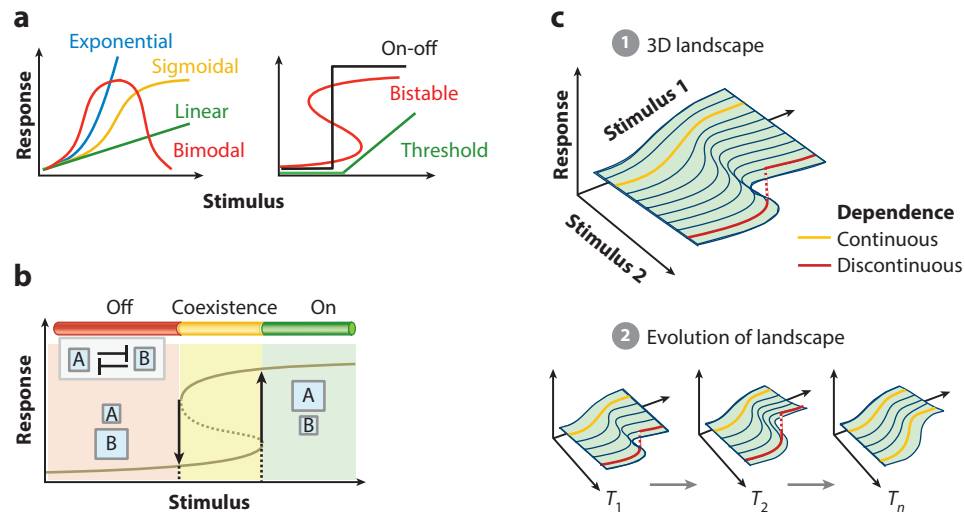 a
Exponential
Sigmoidal
Linear
Bimodal
Response
On-off
Bistable
Threshold
Stimulus
b
Off
Coexistence
On
A
B
A
B
A
B
Response
Stimulus
c
1 3D landscape
Response
Stimulus 1
Stimulus 2
Dependence
Continuous
Discontinuous
2 Evolution of landscape
T1
T2
Tn